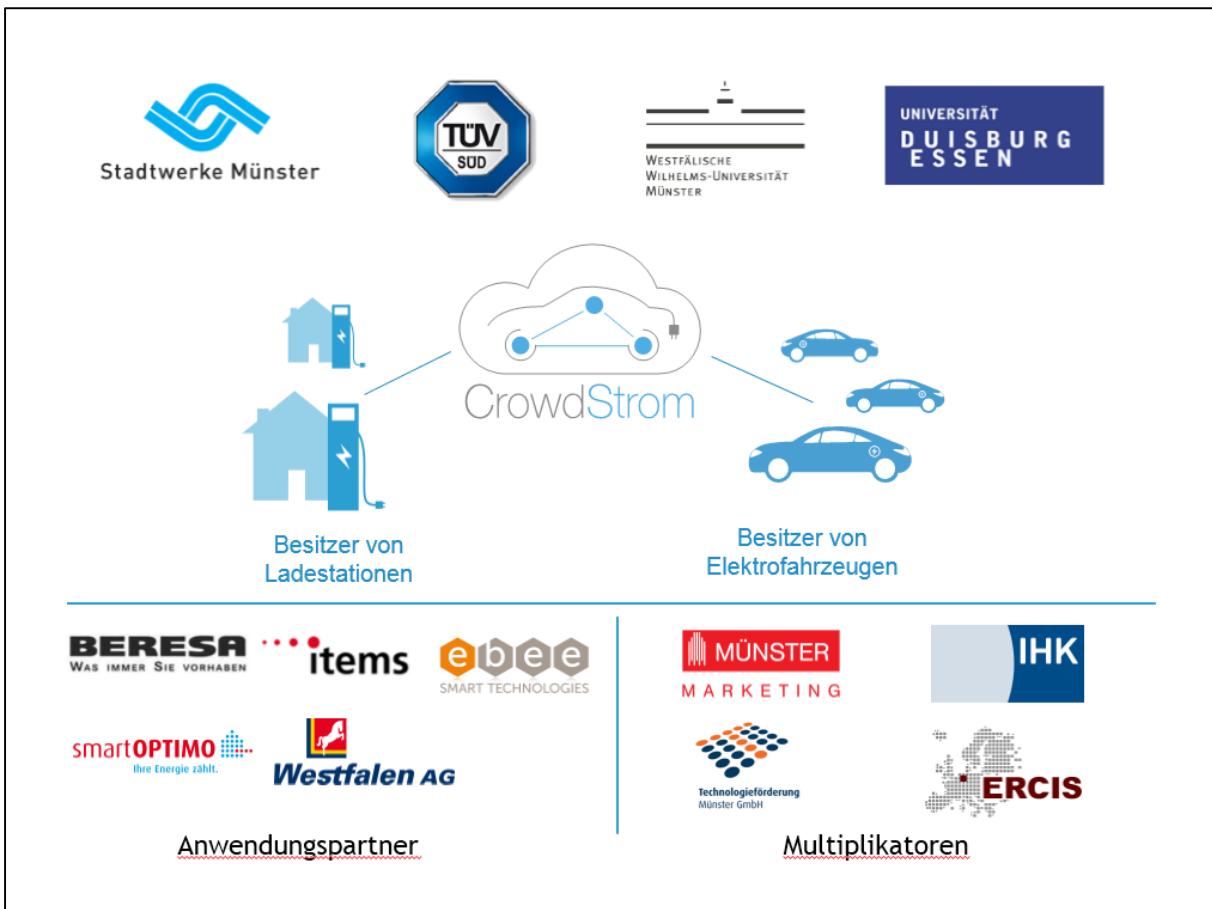 Stadtwerke Münster
TÜV
SÜD
WESTFÄLISCHE
WILHELMS-UNIVERSITÄT
MÜNSTER
UNIVERSITÄT
DUISBURG
ESSEN
CrowdStrom
Besitzer von
Ladestationen
Besitzer von
Elektrofahrzeugen
BERESA
WAS IMMER SIE VORHABEN
items
ebee
SMART TECHNOLOGIES
smartOPTIMO
Ihre Energie zählt.
Westfalen AG
Anwendungspartner
MÜNSTER
MARKETING
IHK
Technologieförderung
Münster GmbH
ERCIS
Multiplikatoren